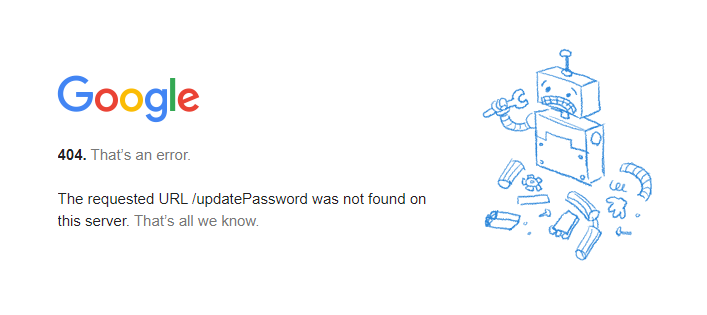 Google
404. That’s an error.
The requested URL /updatePassword was not found on
this server. That’s all we know.